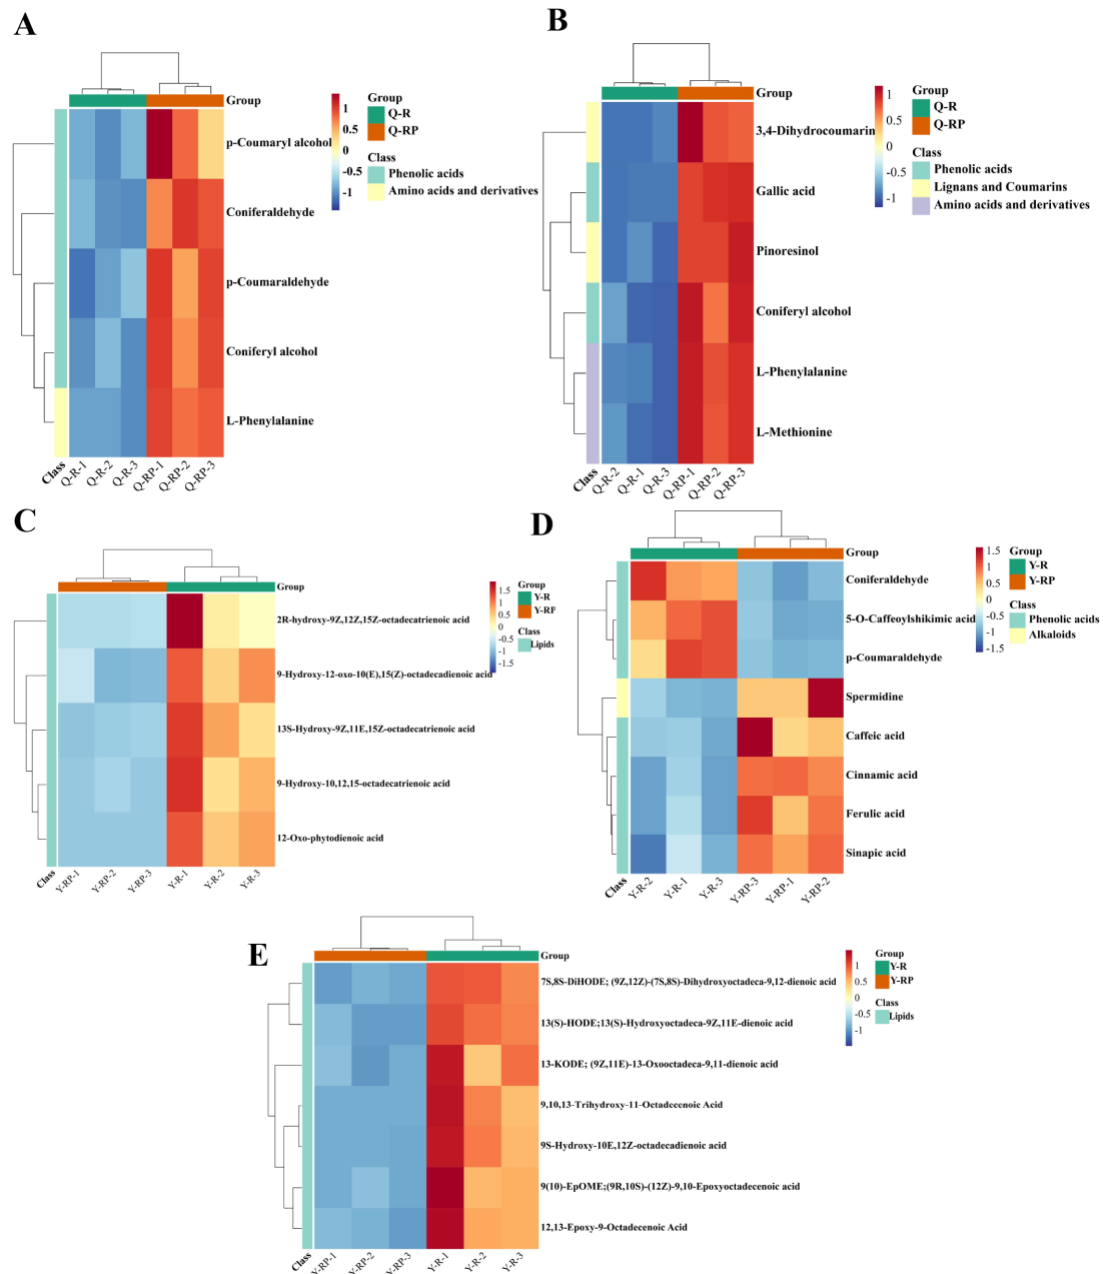 A
Group
p-Coumaryl alcohol
Coniferaldehyde
p-Coumaraldehyde
Coniferyl alcohol
L-Phenylalanine
Class
Q-R-1
Q-R-2
Q-R-3
Q-RP-1
Q-RP-2
Q-RP-3
1
0.5
0
-0.5
-1
Group
Q-R
Q-RP
Class
Phenolic acids
Amino acids and derivatives
B
Group
3,4-Dihydrocoumarin
Gallic acid
Pinoresinol
Coniferyl alcohol
L-Phenylalanine
L-Methionine
Class
Q-R-2
Q-R-1
Q-R-3
Q-RP-1
Q-RP-2
Q-RP-3
1
0.5
0
-0.5
-1
Group
Q-R
Q-RP
Class
Phenolic acids
Lignans and Coumarins
Amino acids and derivatives
C
Group
2R-hydroxy-9Z,12Z,15Z-octadecatrienoic acid
9-Hydroxy-12-oxo-10(E),15(Z)-octadecadienoic acid
13S-Hydroxy-9Z,11E,15Z-octadecatrienoic acid
9-Hydroxy-10,12,15-octadecatrienoic acid
12-Oxo-phytodienoic acid
Class
Y-RP-1
Y-RP-2
Y-RP-3
Y-R-1
Y-R-2
Y-R-3
1.5
1
0.5
0
-0.5
-1
-1.5
Group
Y-R
Y-RP
Class
Lipids
D
Group
Coniferaldehyde
5-O-Caffeoylshikimic acid
p-Coumaraldehyde
Spermidine
Caffeic acid
Cinnamic acid
Ferulic acid
Sinapic acid
Class
Y-R-2
Y-R-1
Y-R-3
Y-RP-3
Y-RP-1
Y-RP-2
1.5
1
0.5
0
-0.5
-1
-1.5
Group
Y-R
Y-RP
Class
Phenolic acids
Alkaloids
E
Group
7S,8S-DiHODE; (9Z,12Z)-(7S,8S)-Dihydroxyoctadeca-9,12-dienoic acid
13(S)-HODE;13(S)-Hydroxyoctadeca-9Z,11E-dienoic acid
13-KODE; (9Z,11E)-13-Oxooctadeca-9,11-dienoic acid
9,10,13-Trihydroxy-11-Octadecenoic Acid
9S-Hydroxy-10E,12Z-octadecadienoic acid
9(10)-EpOME;(9R,10S)-(12Z)-9,10-Epoxyoctadecenoic acid
12,13-Epoxy-9-Octadecenoic Acid
Class
Y-RP-1
Y-RP-2
Y-RP-3
Y-R-1
Y-R-2
Y-R-3
1
0.5
0
-0.5
-1
Group
Y-R
Y-RP
Class
Lipids